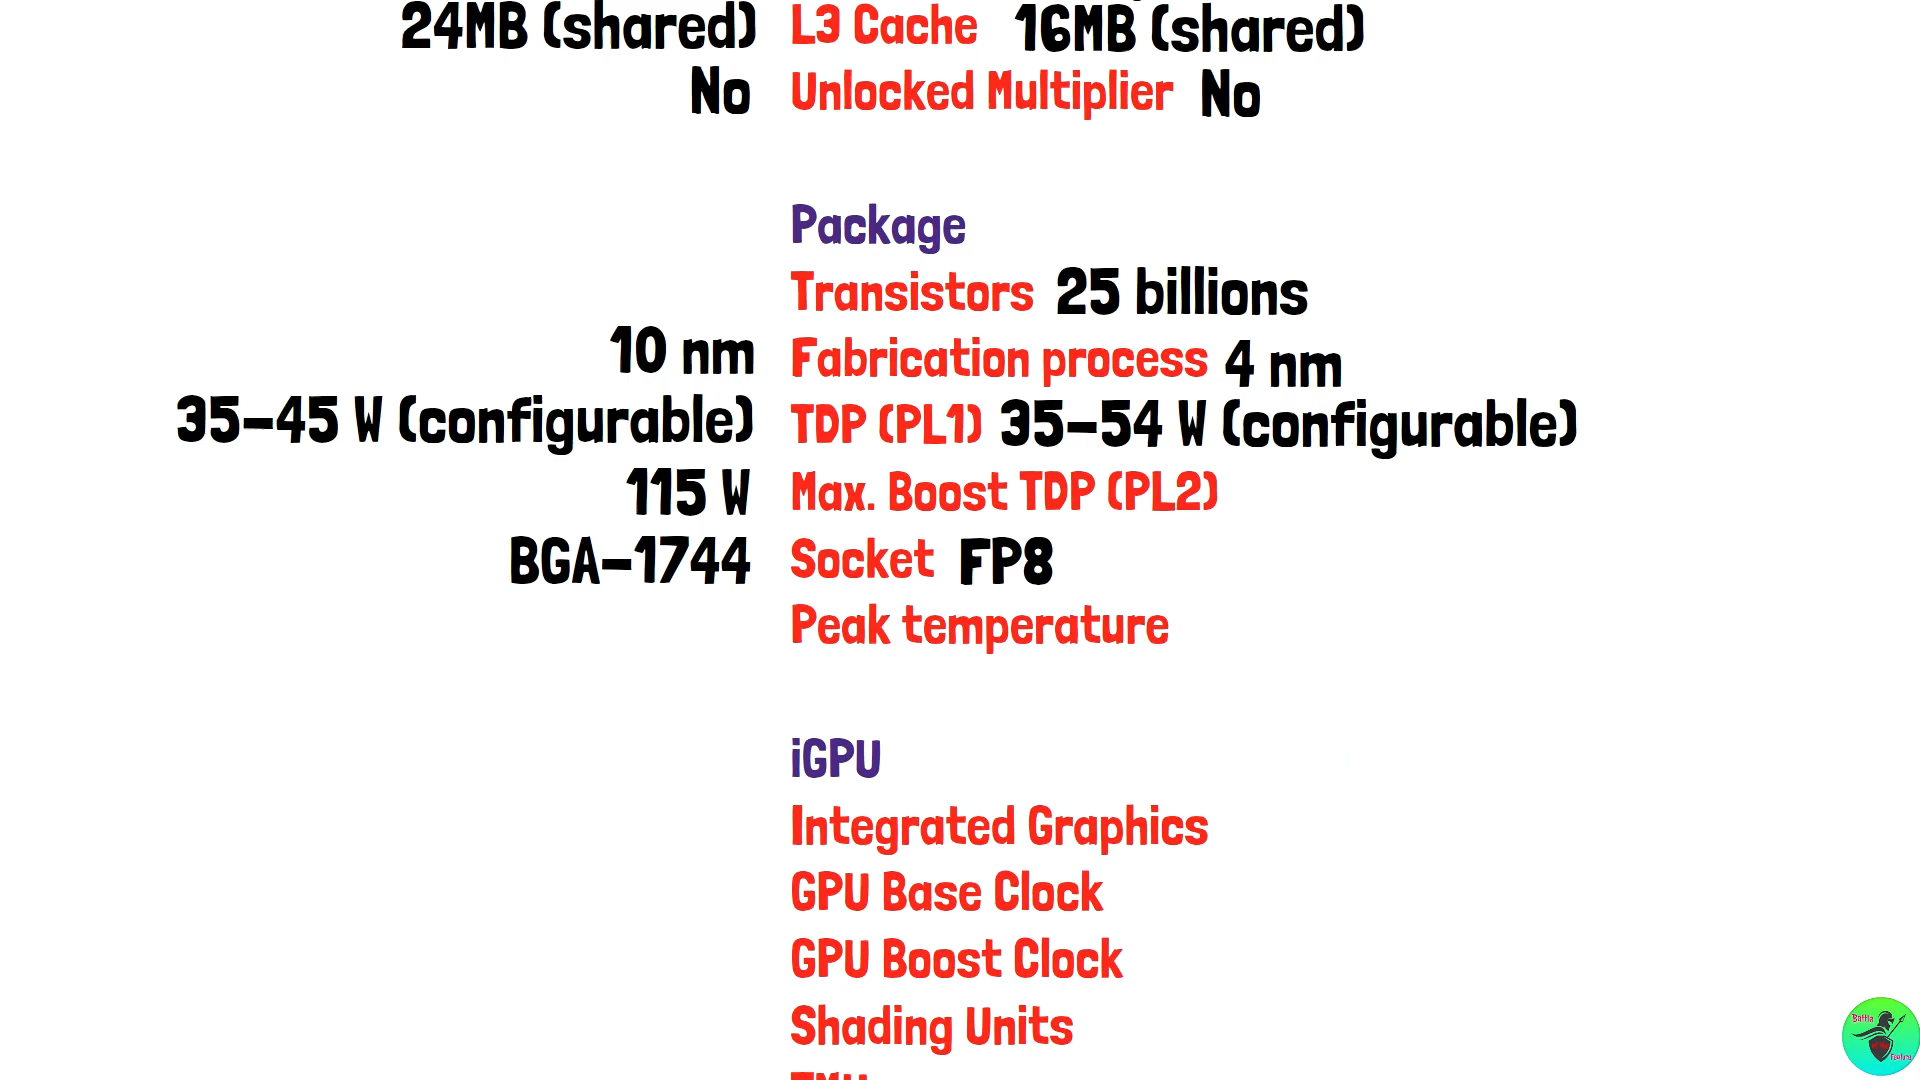 24MB (shared) L3 Cache 16MB (shared)
No Unlocked Multiplier No
Package
Transistors 25 billions
10 nm Fabrication process 4 nm
35-45 W (configurable) TDP (PL1) 35-54 W (configurable)
115 W Max. Boost TDP (PL2)
BGA-1744 Socket FP8
Peak temperature
iGPU
Integrated Graphics
GPU Base Clock
GPU Boost Clock
Shading Units
Battle